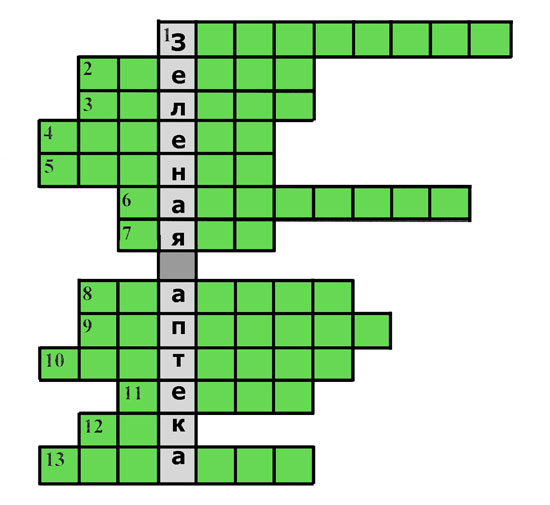 1 З
2 е
3 л
4 е
5 н
6 а
7 я
8 а
9 п
10 т
11 е
12 к
13 а